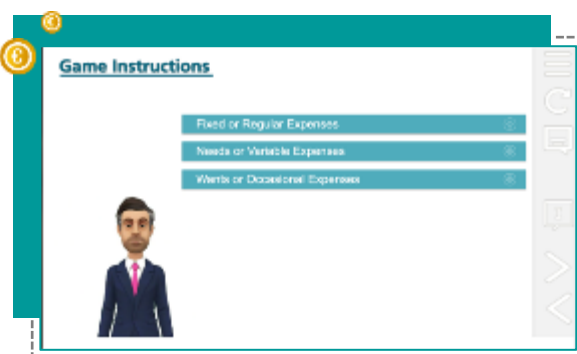 Game Instructions
Fixed or Regular Expenses
Needs or Variable Expenses
Wants or Occasional Expenses